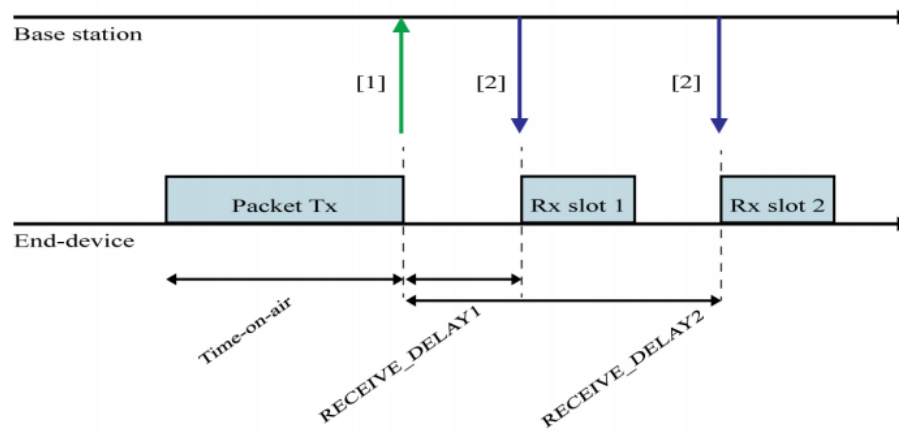 Base station
[1]
[2]
[2]
Packet Tx
Rx slot 1
Rx slot 2
End-device
Time-on-air
RECEIVE_DELAY1
RECEIVE_DELAY2